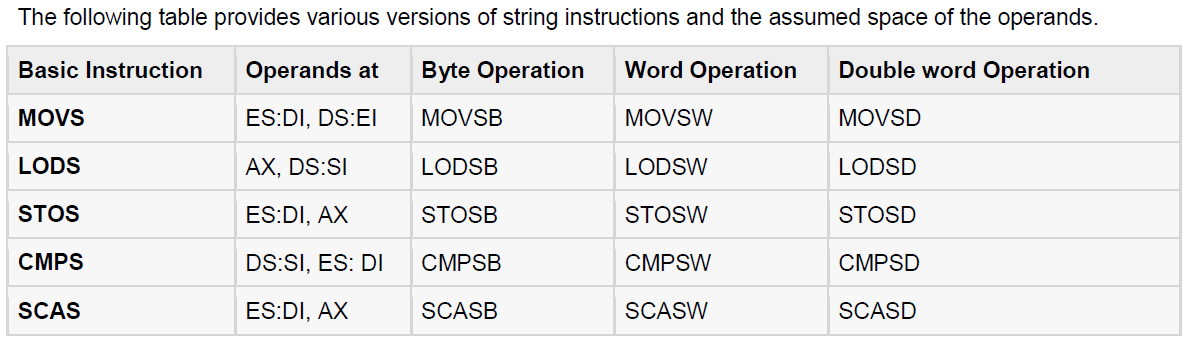 The following table provides various versions of string instructions and the assumed space of the operands.
Basic Instruction Operands at Byte Operation Word Operation Double word Operation
MOVS ES:DI, DS:EI MOVSB MOVSW MOVSD
LODS AX, DS:SI LODSB LODSW LODSD
STOS ES:DI, AX STOSB STOSW STOSD
CMPS DS:SI, ES: DI CMPSB CMPSW CMPSD
SCAS ES:DI, AX SCASB SCASW SCASD